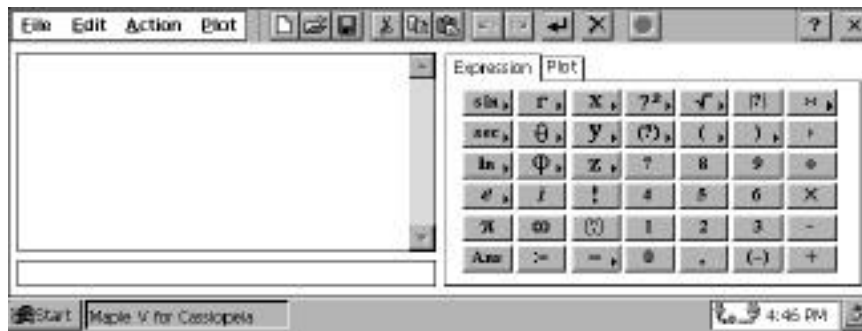 File Edit Action Plot ?
Expression Plot
sin r x ?² √ |?|
sec θ y (?) ( )
ln φ z 7 8 9
e i ! 4 5 6 ×
π ∞ (?) 1 2 3 -
Ans := = 0 . (-) +
Start Maple V for Cassiopeia 4:46 PM